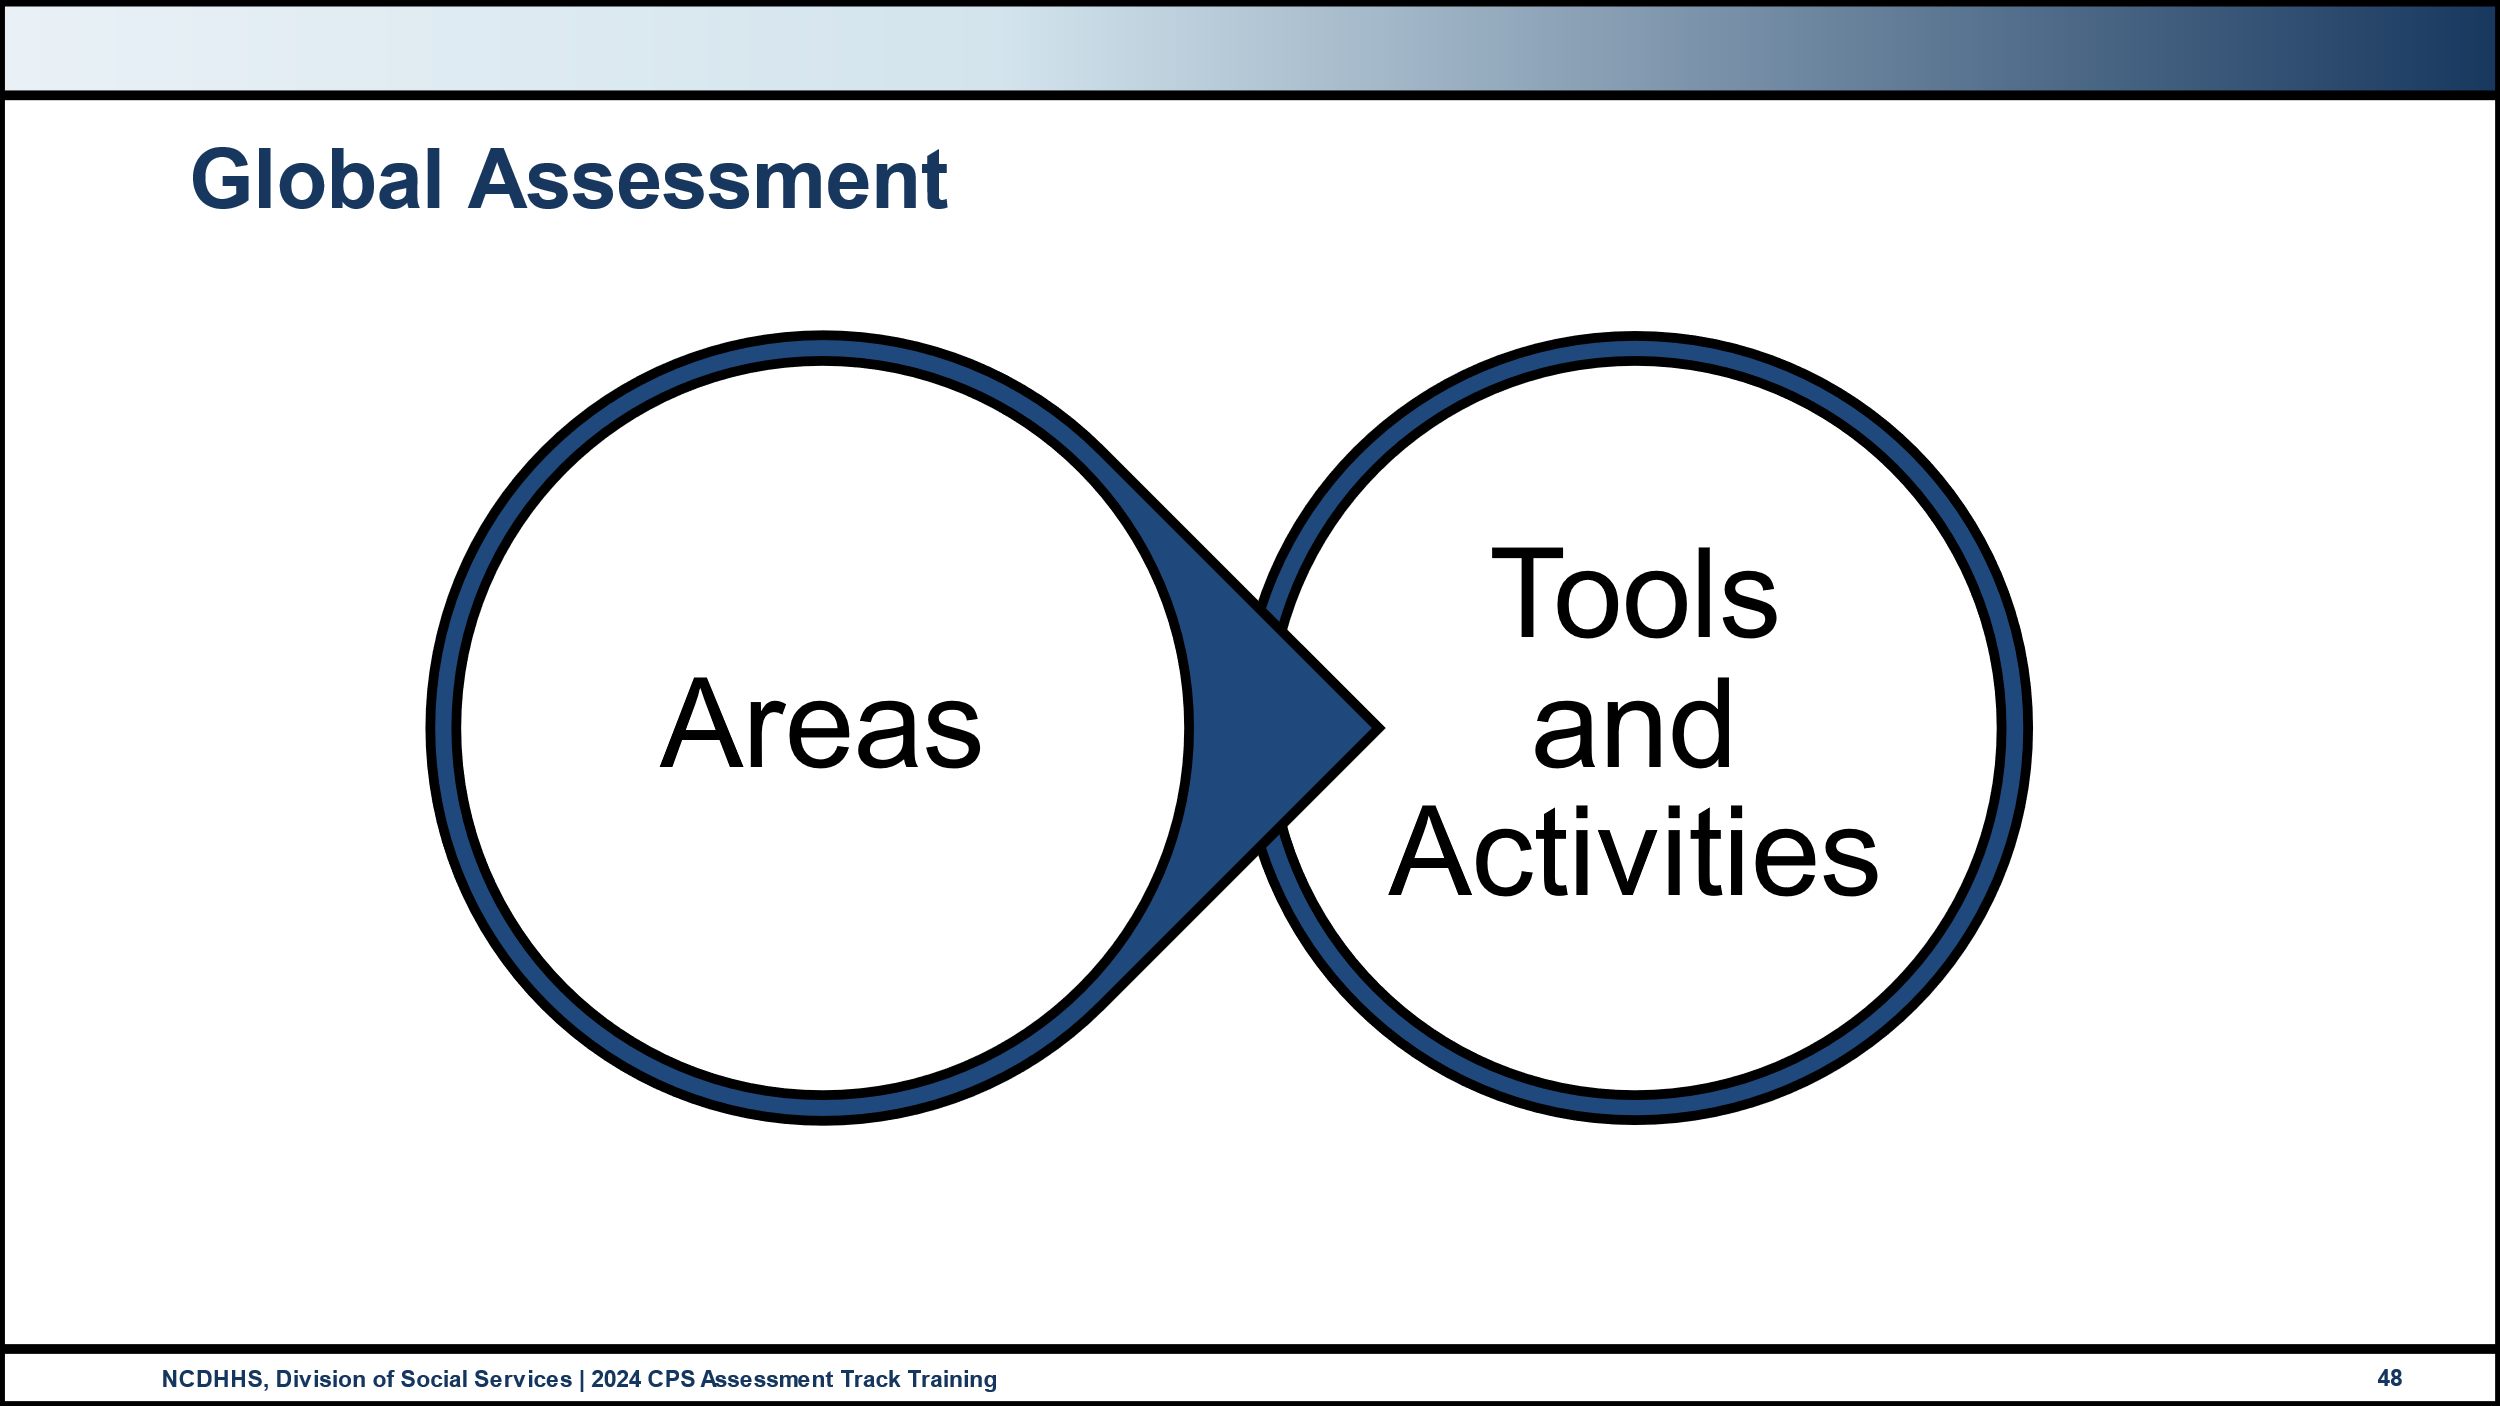 Global Assessment
Areas
Tools
and
Activities
NCDHHS, Division of Social Services | 2024 CPS Assessment Track Training
48